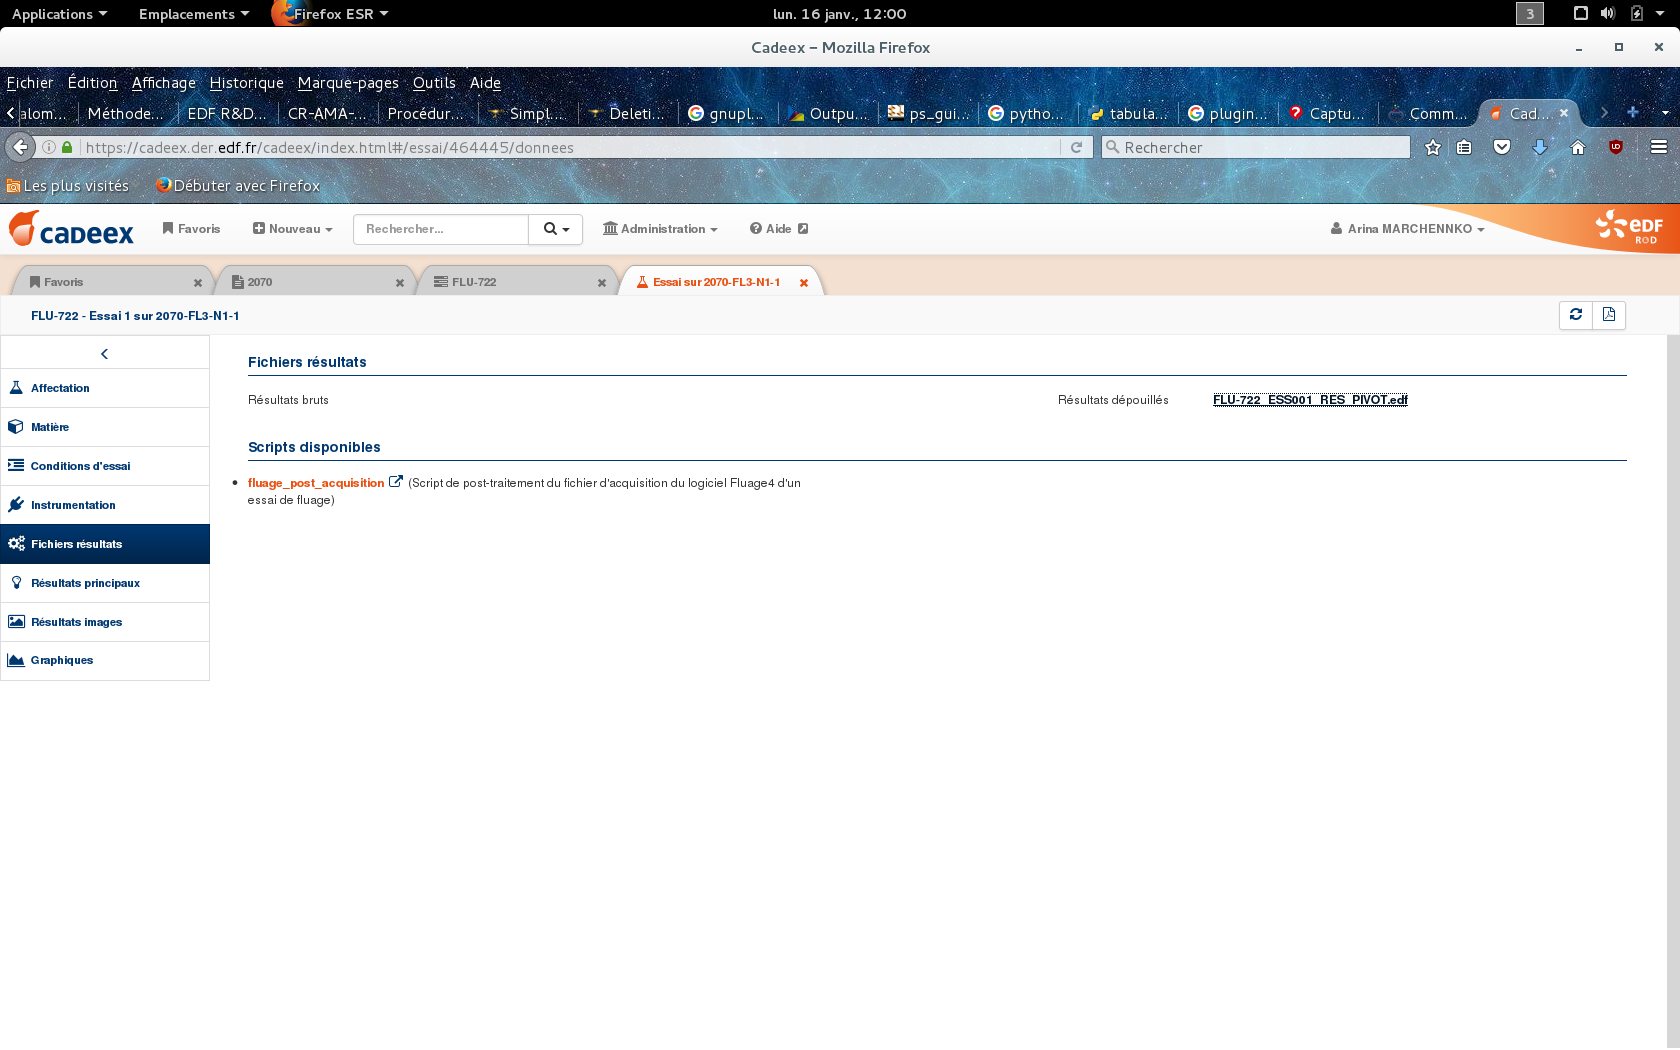 Applications Emplacements Firefox ESR lun. 16 janv., 12:00 3
Cadeex – Mozilla Firefox
Fichier Édition Affichage Historique Marque-pages Outils Aide
alom... Méthode... EDF R&D... CR-AMA-... Procédur... Simpl... Deleti... gnupl... Outpu... ps_gui... pytho... tabula... plugin... Captu... Comm... Cad...
https://cadeex.der.edf.fr/cadeex/index.html#/essai/464445/donnees Rechercher
Les plus visités Débuter avec Firefox
cadeex Favoris Nouveau Rechercher... Administration Aide Arina MARCHENNKO EDF
R&D
Favoris 2070 FLU-722 Essai sur 2070-FL3-N1-1
FLU-722 - Essai 1 sur 2070-FL3-N1-1
Affectation
Matière
Conditions d'essai
Instrumentation
Fichiers résultats
Résultats principaux
Résultats images
Graphiques
Fichiers résultats
Résultats bruts Résultats dépouillés FLU-722_ESS001_RES_PIVOT.edf
Scripts disponibles
• fluage_post_acquisition (Script de post-traitement du fichier d'acquisition du logiciel Fluage4 d'un
essai de fluage)